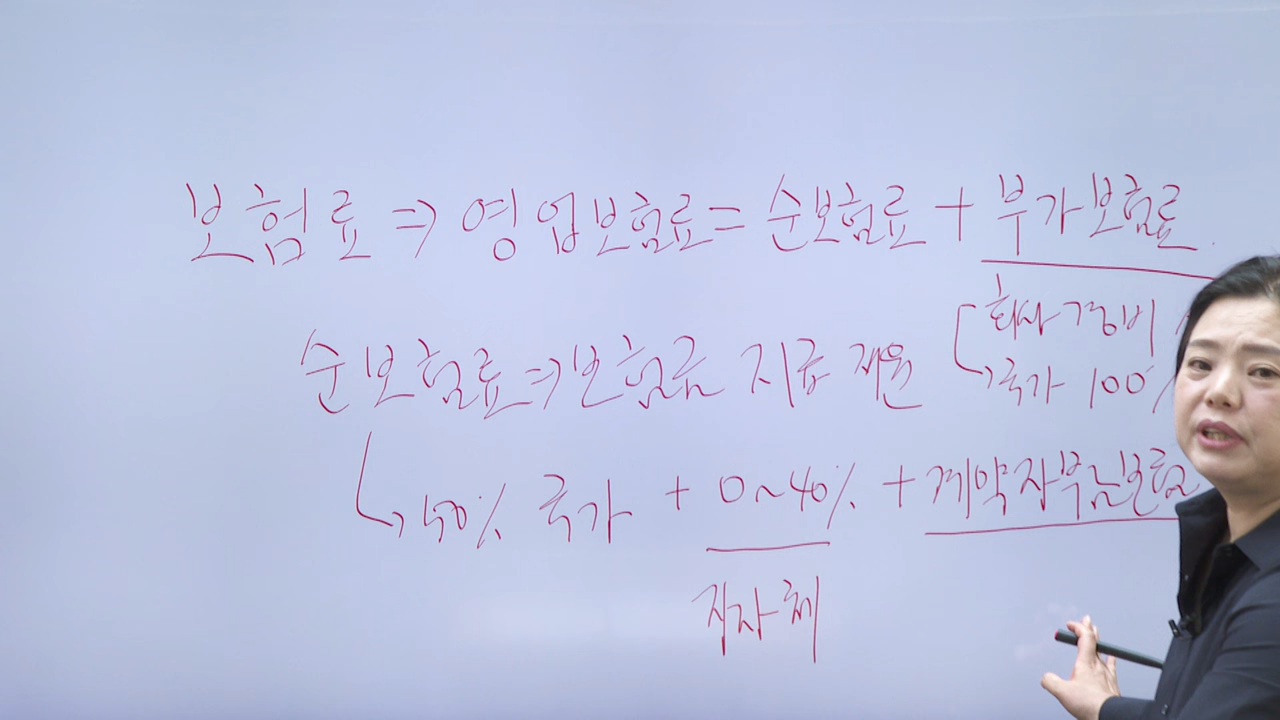 보험료 ⇒ 영업보험료 = 순보험료 + 부가보험료
회사 경비
국가 100%
순보험료 ⇒ 보험금 지급 재원
50% 국가 + 0~40% + 계약자부담보험료
지자체